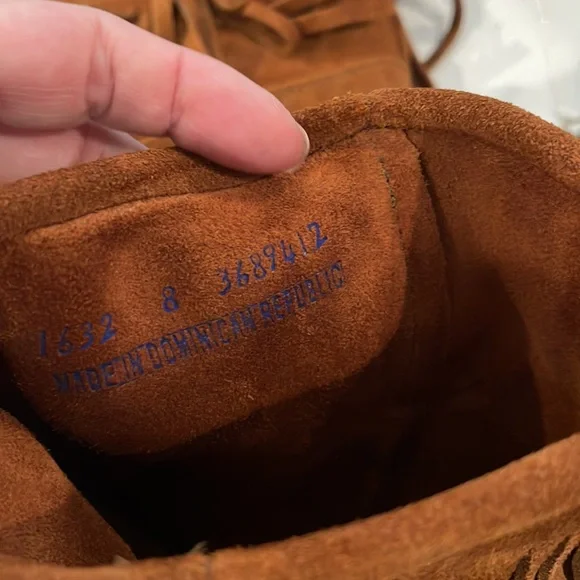 1632 8 3689412
MADE IN DOMINICAN REPUBLIC